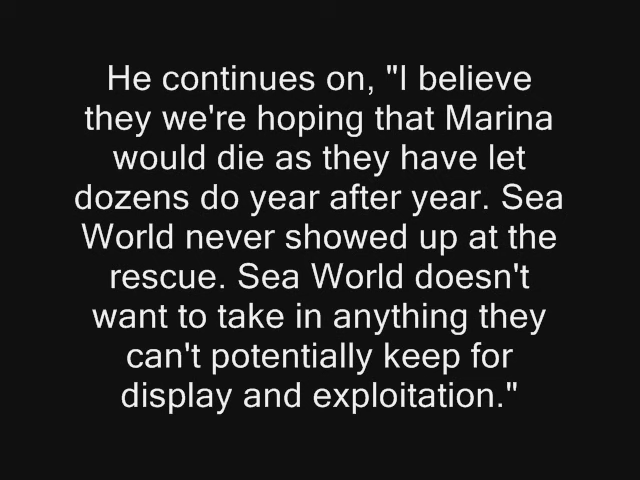 He continues on, "I believe
they we're hoping that Marina
would die as they have let
dozens do year after year. Sea
World never showed up at the
rescue. Sea World doesn't
want to take in anything they
can't potentially keep for
display and exploitation."